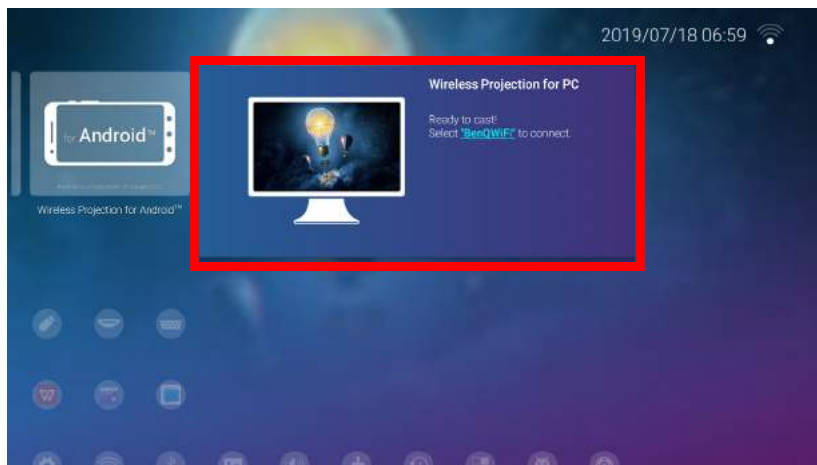 2019/07/18 06:59
Wireless Projection for PC
Ready to cast!
Select "BenQWiFi" to connect.
for Android™
Wireless Projection for Android™